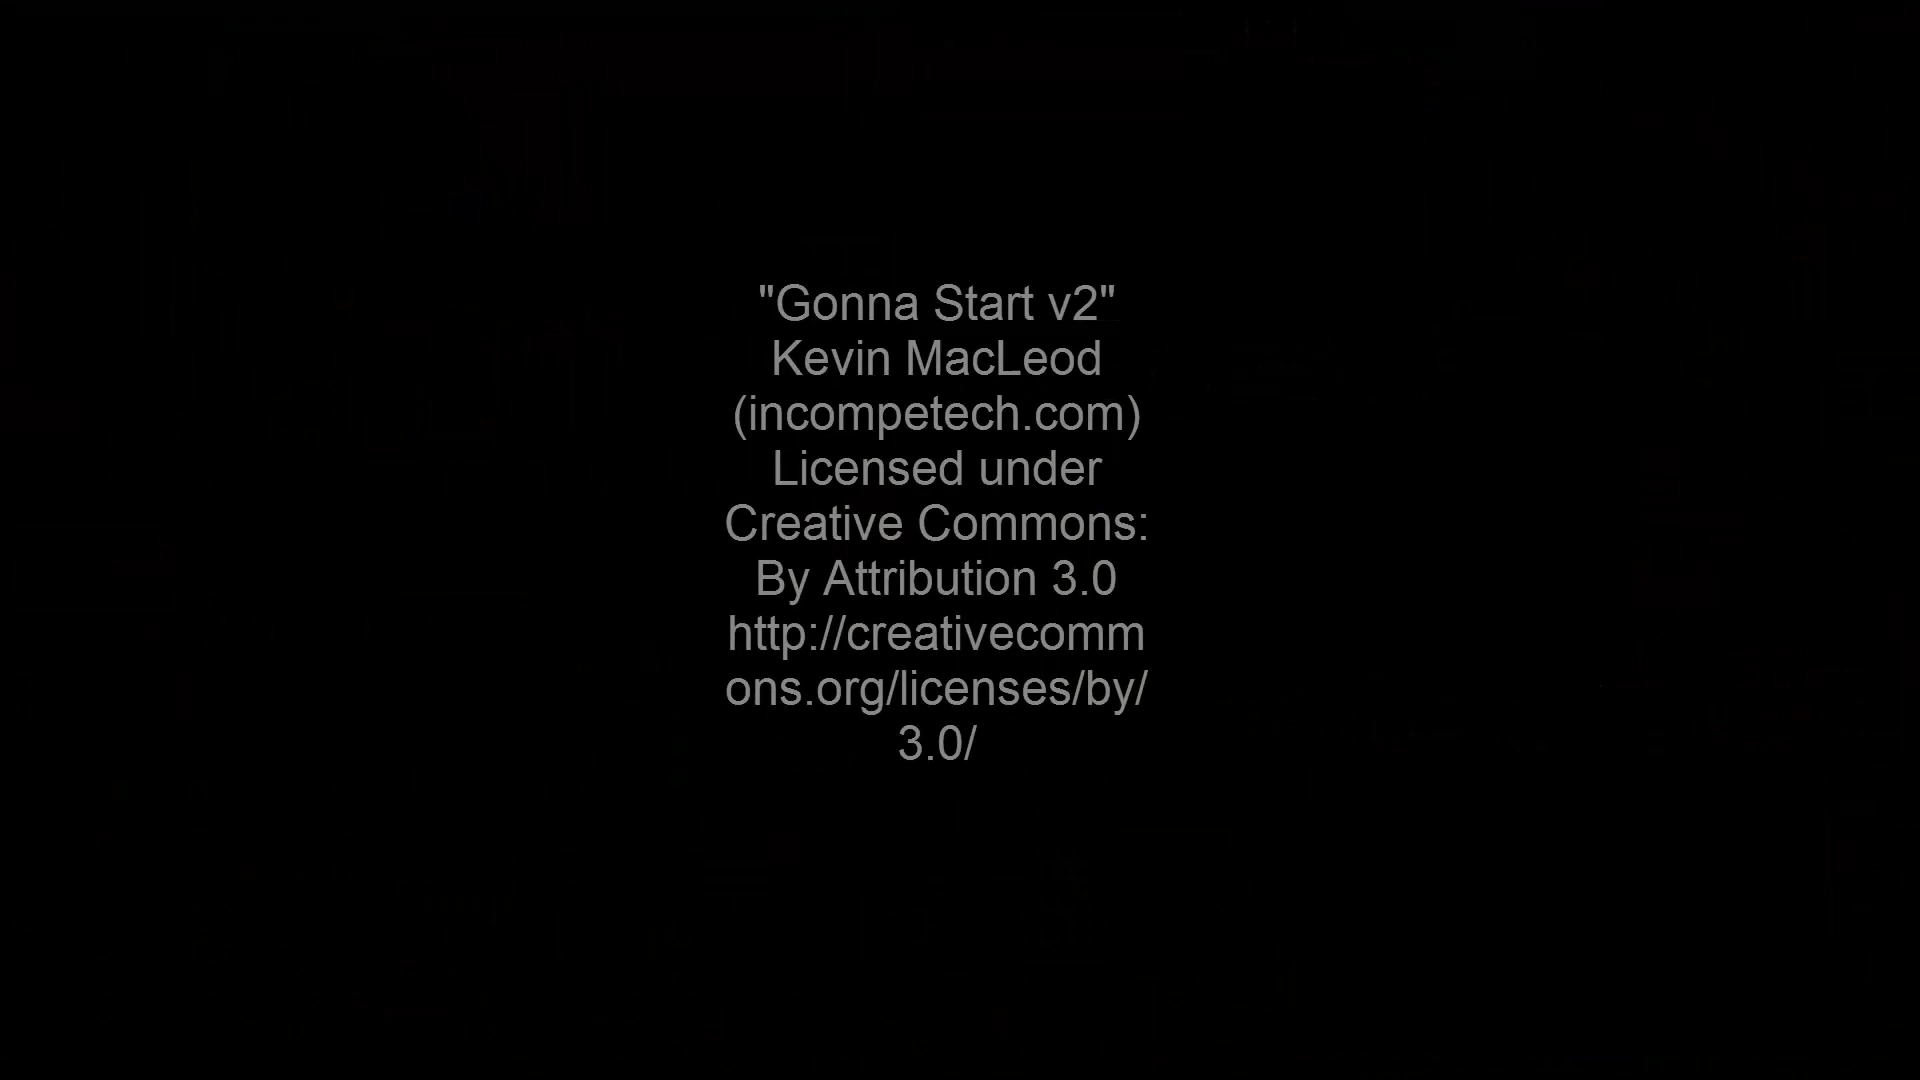 "Gonna Start v2"
Kevin MacLeod
(incompetech.com)
Licensed under
Creative Commons:
By Attribution 3.0
http://creativecomm
ons.org/licenses/by/
3.0/